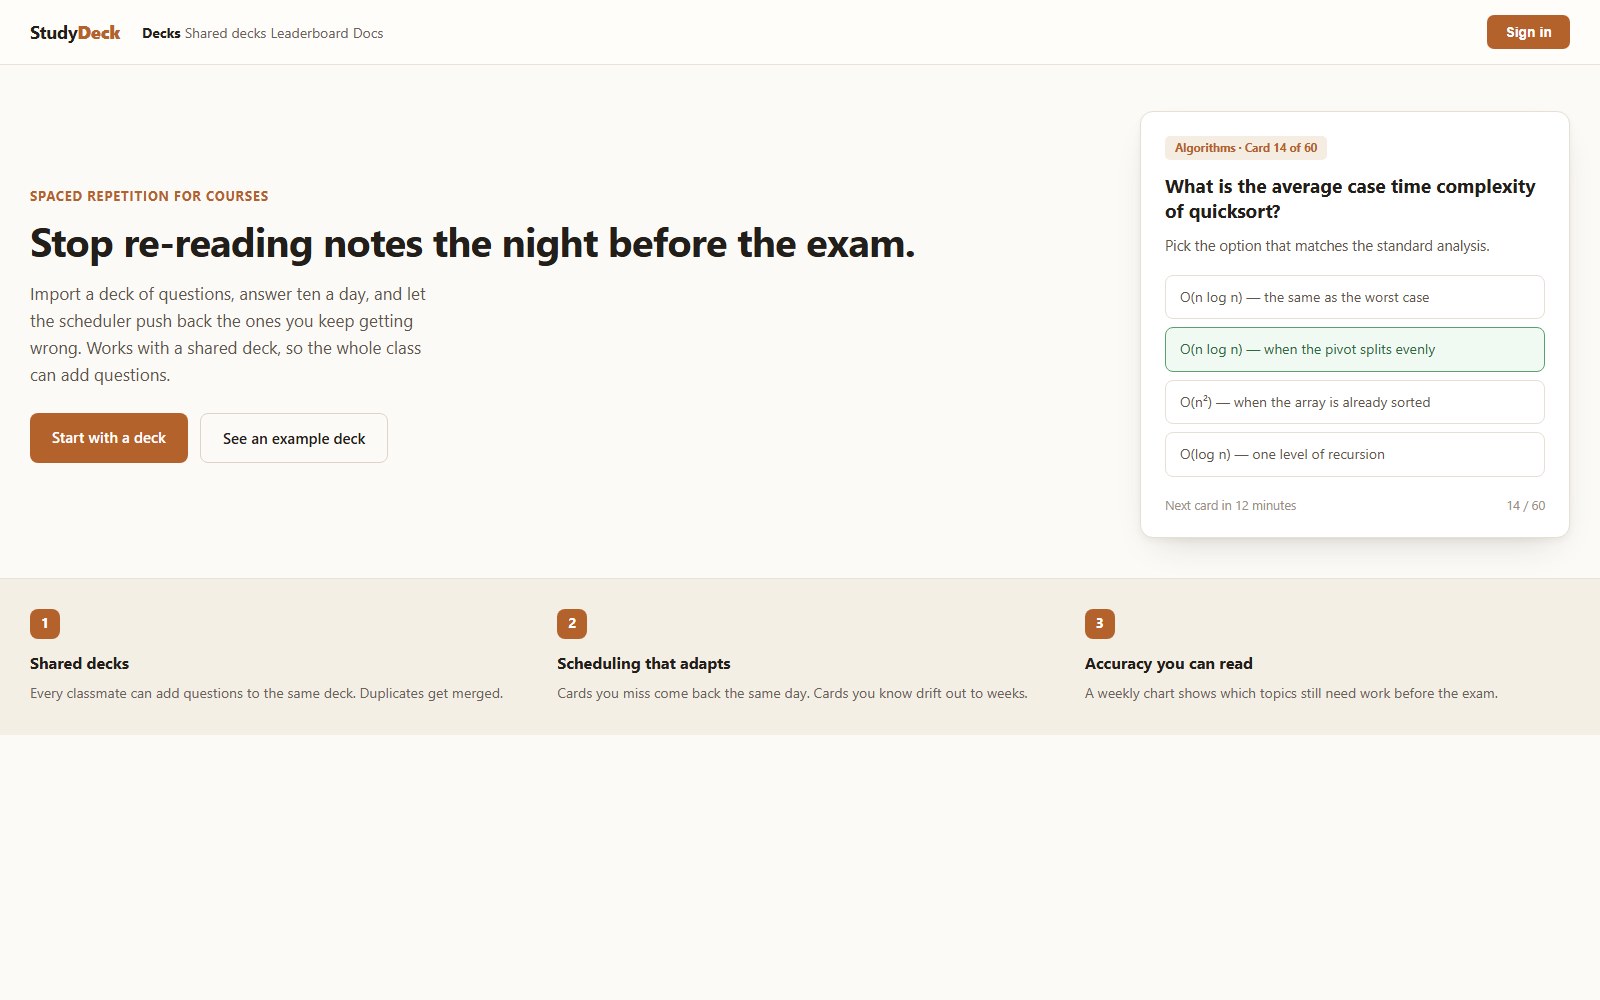 StudyDeck
Decks Shared decks Leaderboard Docs
Sign in
SPACED REPETITION FOR COURSES
Stop re-reading notes the night before the exam.
Import a deck of questions, answer ten a day, and let
the scheduler push back the ones you keep getting
wrong. Works with a shared deck, so the whole class
can add questions.
Start with a deck
See an example deck
Algorithms · Card 14 of 60
What is the average case time complexity
of quicksort?
Pick the option that matches the standard analysis.
O(n log n) — the same as the worst case
O(n log n) — when the pivot splits evenly
O(n²) — when the array is already sorted
O(log n) — one level of recursion
Next card in 12 minutes
14 / 60
1
Shared decks
Every classmate can add questions to the same deck. Duplicates get merged.
2
Scheduling that adapts
Cards you miss come back the same day. Cards you know drift out to weeks.
3
Accuracy you can read
A weekly chart shows which topics still need work before the exam.